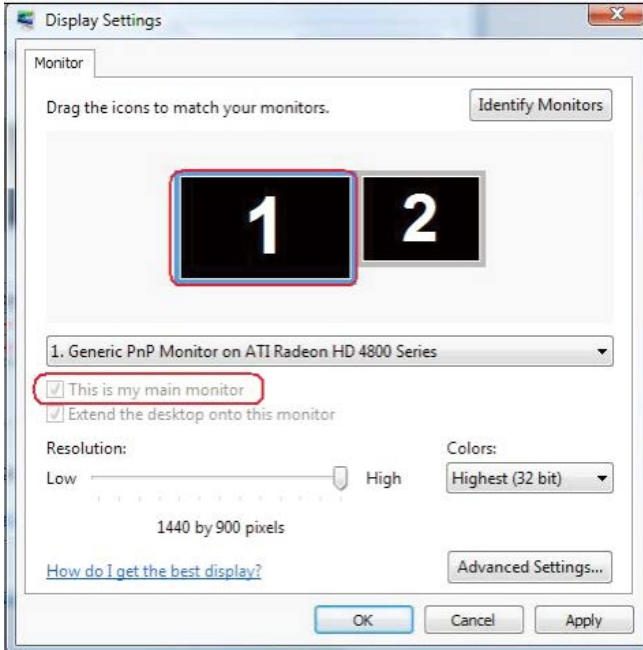 Display Settings
Monitor
Drag the icons to match your monitors.
Identify Monitors
1
2
1. Generic PnP Monitor on ATI Radeon HD 4800 Series
This is my main monitor
Extend the desktop onto this monitor
Resolution:
Colors:
Low
High
Highest (32 bit)
1440 by 900 pixels
How do I get the best display?
Advanced Settings...
OK
Cancel
Apply